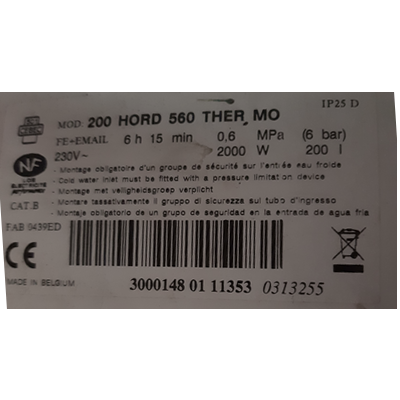 IP25 D
MOD: 200 HORD 560 THER, MO
FE+EMAIL 6 h 15 min 0,6 MPa (6 bar)
230V~ 2000 W 200 l
- Montage obligatoire d'un groupe de sécurité sur l'entrée eau froide
- Cold water inlet must be fitted with a pressure limitation device
- Montage met veiligheidsgroep verplicht
- Montare tassativamente il gruppo di sicurezza sul tubo d'ingresso
- Montaje obligatorio de un grupo de seguridad en la entrada de agua fria
NF
CAT.B
FAB 0439ED
CE
MADE IN BELGIUM
3000148 01 11353 0313255